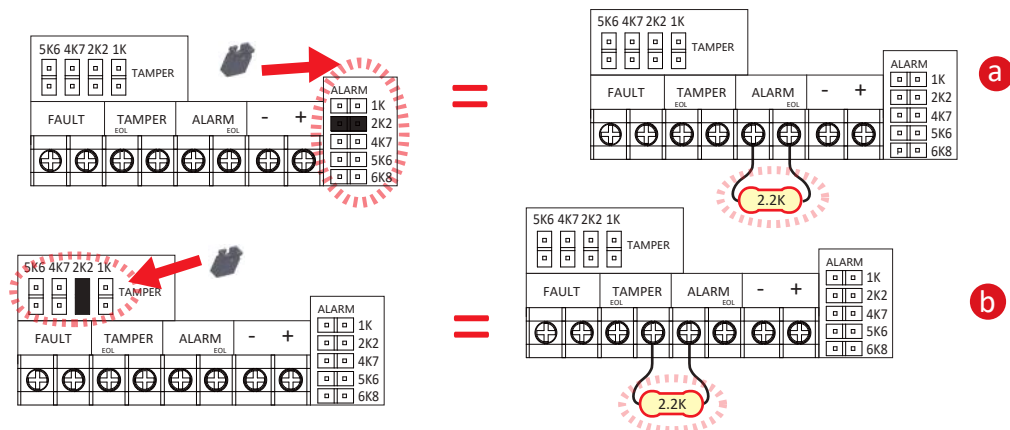 5K6 4K7 2K2 1K
TAMPER
FAULT TAMPER ALARM - +
EOL EOL
ALARM
1K
2K2
4K7
5K6
6K8
=
5K6 4K7 2K2 1K
TAMPER
FAULT TAMPER ALARM - +
EOL EOL
ALARM
1K
2K2
4K7
5K6
6K8
2.2K
a
5K6 4K7 2K2 1K
TAMPER
FAULT TAMPER ALARM - +
EOL EOL
ALARM
1K
2K2
4K7
5K6
6K8
=
5K6 4K7 2K2 1K
TAMPER
FAULT TAMPER ALARM - +
EOL EOL
ALARM
1K
2K2
4K7
5K6
6K8
2.2K
b